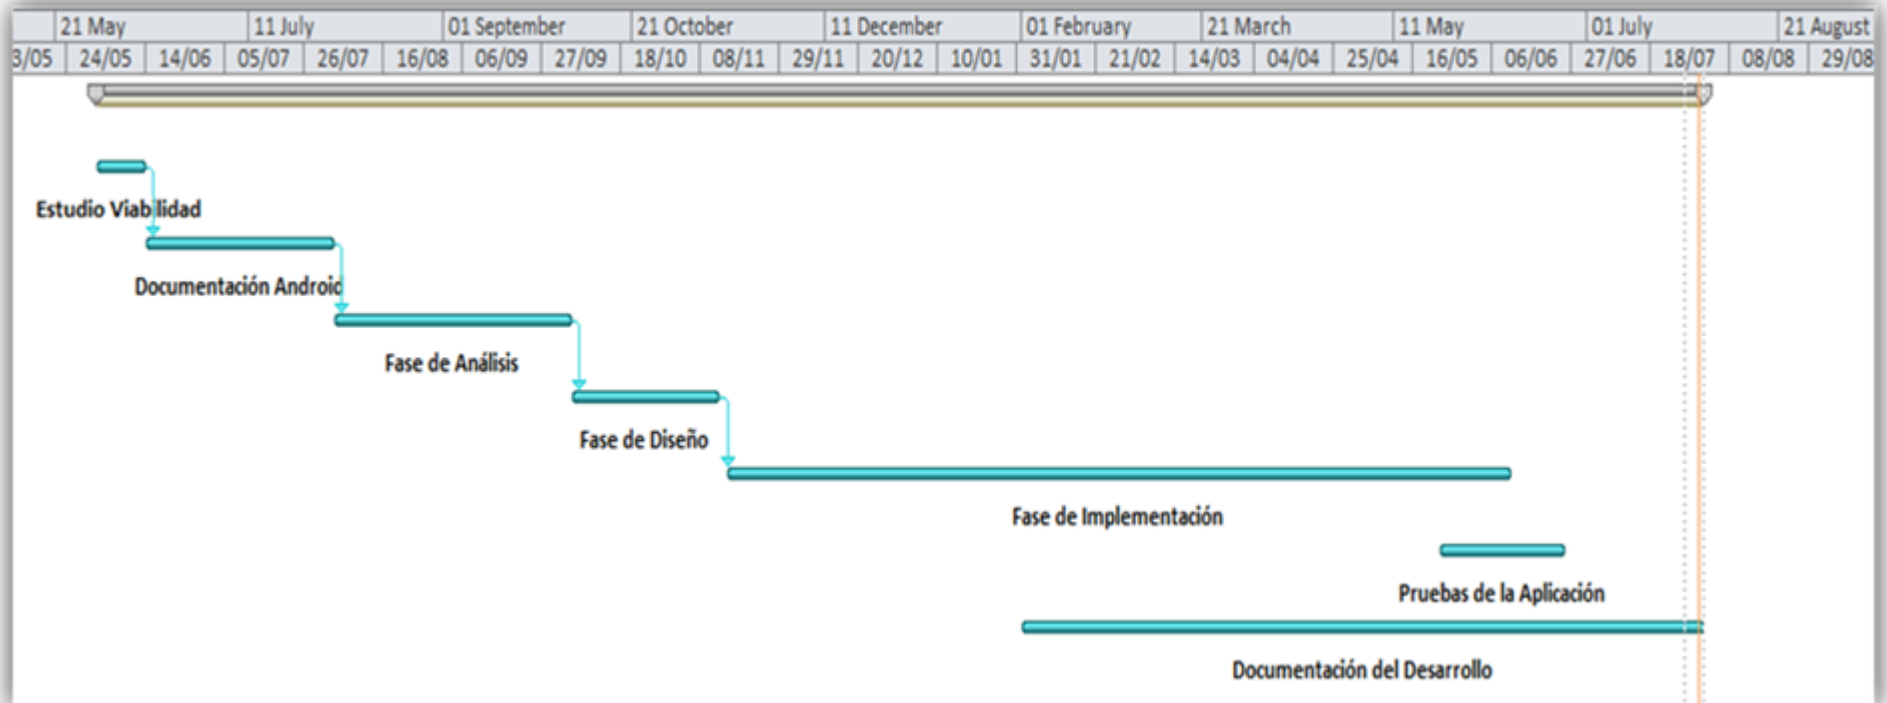 21 May 11 July 01 September 21 October 11 December 01 February 21 March 11 May 01 July 21 August
3/05 24/05 14/06 05/07 26/07 16/08 06/09 27/09 18/10 08/11 29/11 20/12 10/01 31/01 21/02 14/03 04/04 25/04 16/05 06/06 27/06 18/07 08/08 29/08
Estudio Viabilidad
Documentación Android
Fase de Análisis
Fase de Diseño
Fase de Implementación
Pruebas de la Aplicación
Documentación del Desarrollo